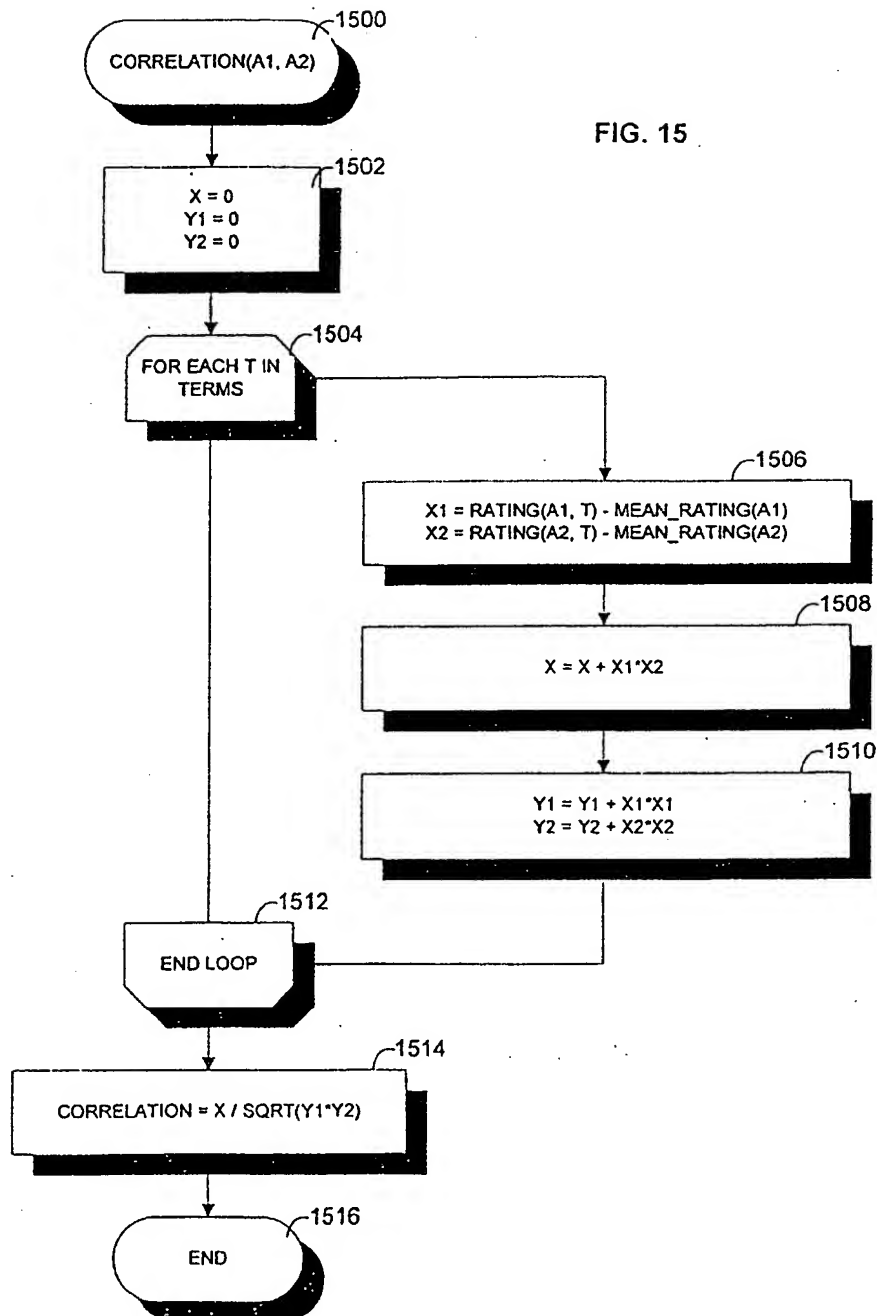 1500
CORRELATION(A1, A2)
FIG. 15
1502
X = 0
Y1 = 0
Y2 = 0
1504
FOR EACH T IN
TERMS
1506
X1 = RATING(A1, T) - MEAN_RATING(A1)
X2 = RATING(A2, T) - MEAN_RATING(A2)
1508
X = X + X1*X2
1510
Y1 = Y1 + X1*X1
Y2 = Y2 + X2*X2
1512
END LOOP
1514
CORRELATION = X / SQRT(Y1*Y2)
1516
END